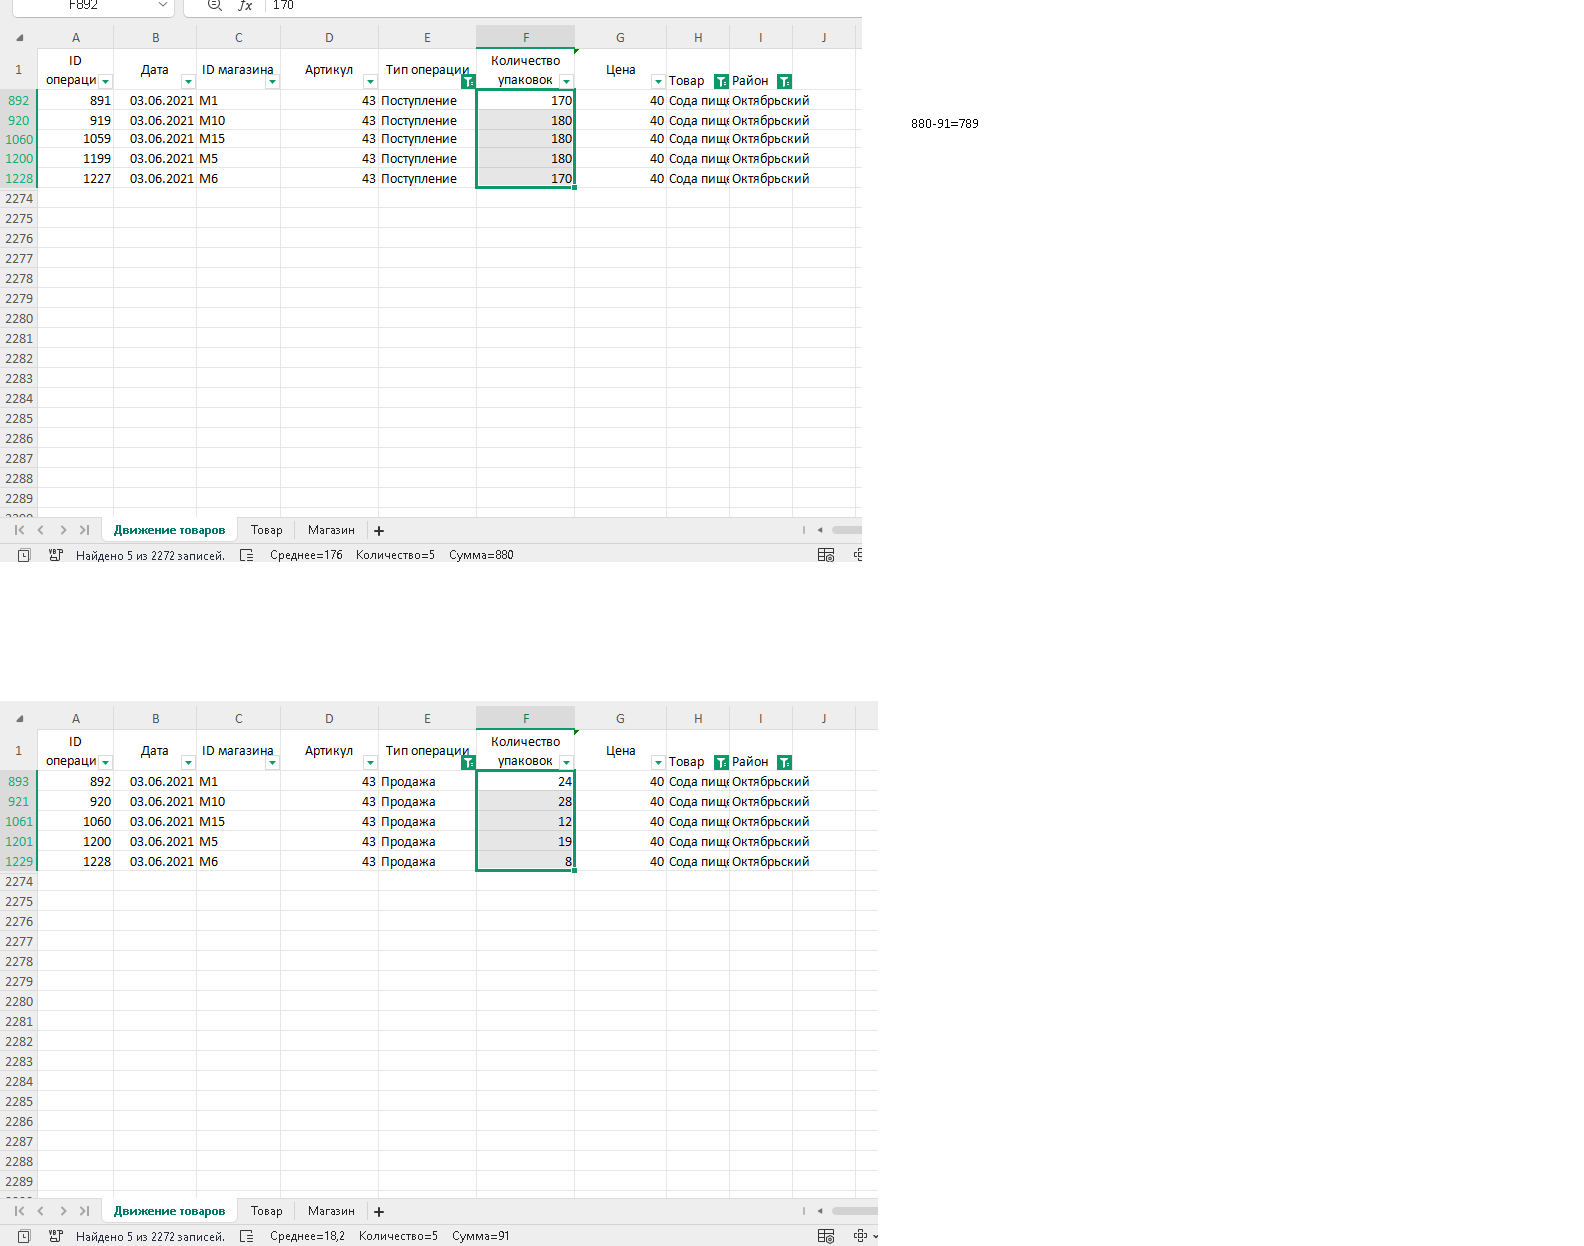 F892 fx 170
A B C D E F G H I J
1 ID операци Дата ID магазина Артикул Тип операции Количество упаковок Цена Товар Район
892 891 03.06.2021 M1 43 Поступление 170 40 Сода пище Октябрьский
920 919 03.06.2021 M10 43 Поступление 180 40 Сода пище Октябрьский
880-91=789
1060 1059 03.06.2021 M15 43 Поступление 180 40 Сода пище Октябрьский
1200 1199 03.06.2021 M5 43 Поступление 180 40 Сода пище Октябрьский
1228 1227 03.06.2021 M6 43 Поступление 170 40 Сода пище Октябрьский
2274
2275
2276
2277
2278
2279
2280
2281
2282
2283
2284
2285
2286
2287
2288
2289
Движение товаров Товар Магазин +
Найдено 5 из 2272 записей. Среднее=176 Количество=5 Сумма=880
A B C D E F G H I J
1 ID операци Дата ID магазина Артикул Тип операции Количество упаковок Цена Товар Район
893 892 03.06.2021 M1 43 Продажа 24 40 Сода пище Октябрьский
921 920 03.06.2021 M10 43 Продажа 28 40 Сода пище Октябрьский
1061 1060 03.06.2021 M15 43 Продажа 12 40 Сода пище Октябрьский
1201 1200 03.06.2021 M5 43 Продажа 19 40 Сода пище Октябрьский
1229 1228 03.06.2021 M6 43 Продажа 8 40 Сода пище Октябрьский
2274
2275
2276
2277
2278
2279
2280
2281
2282
2283
2284
2285
2286
2287
2288
2289
Движение товаров Товар Магазин +
Найдено 5 из 2272 записей. Среднее=18,2 Количество=5 Сумма=91